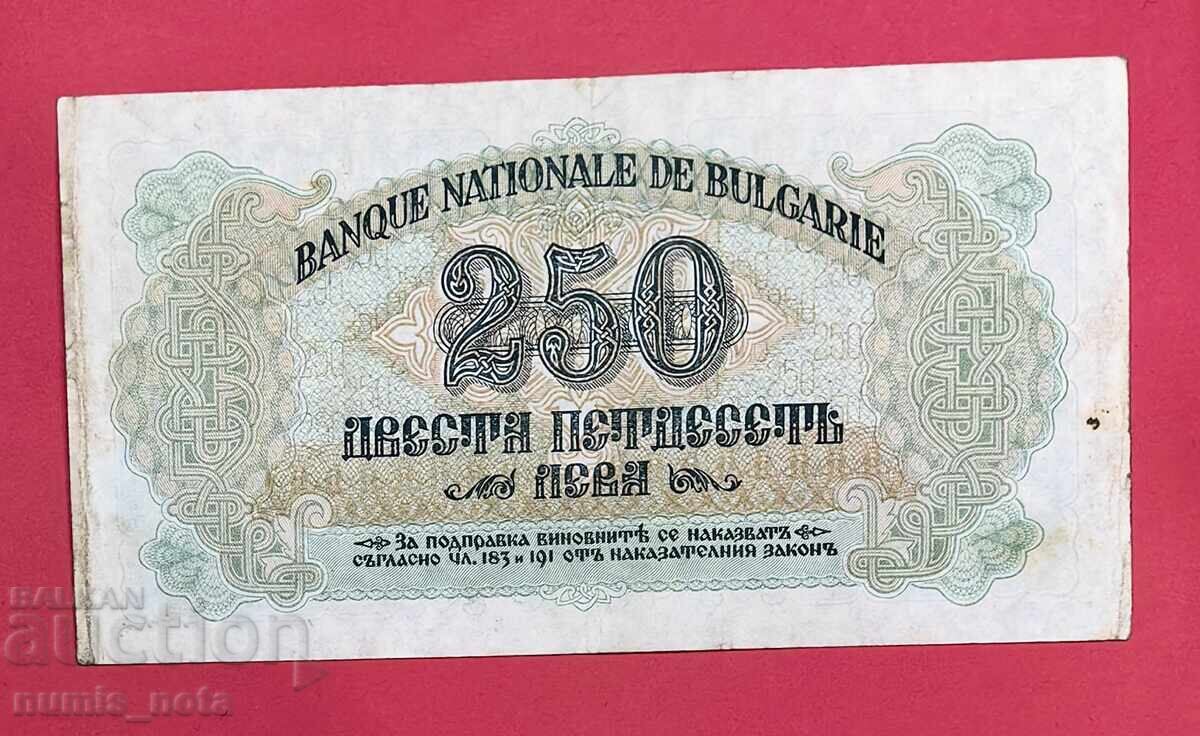 BANQUE NATIONALE DE BULGARIE
250
ДВЕСТА ПЕТДЕСЕТЬ
ЛЕВА
За подправка виновнитѣ се наказватъ
съгласно чл. 183 и 191 отъ наказателния законъ
BALKAN
auction
numis_nota